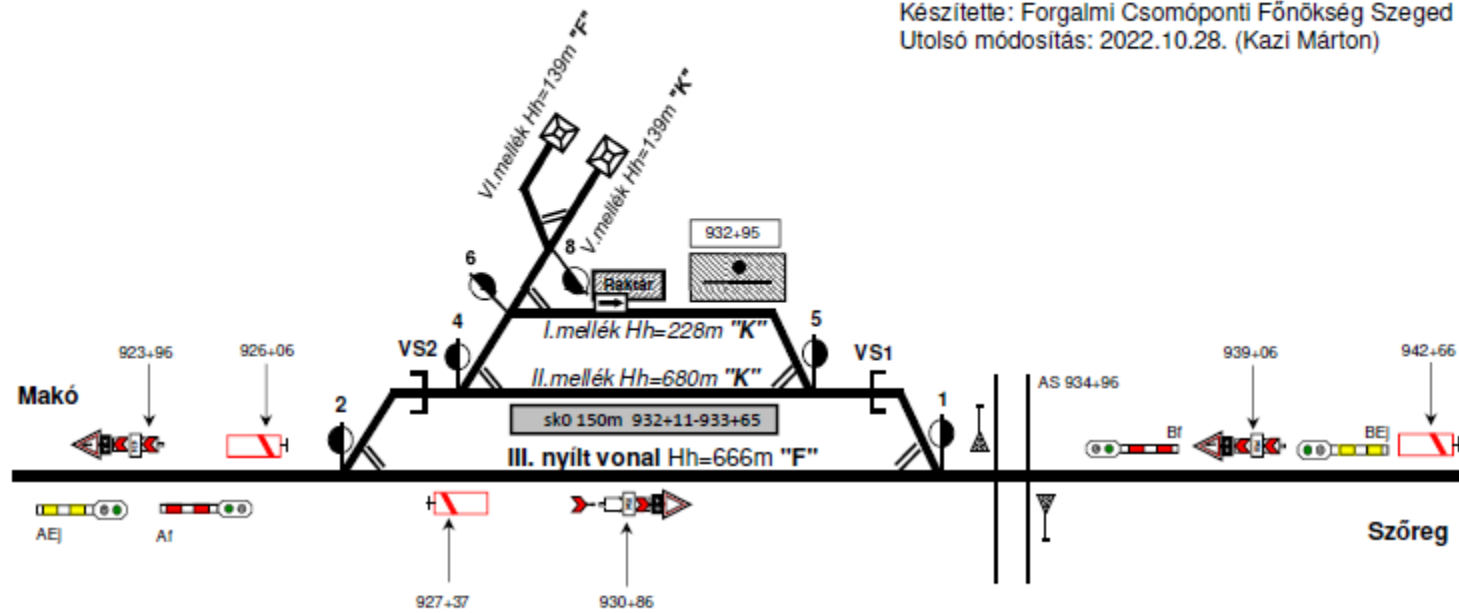 Készítette: Forgalmi Csomóponti Főnökség Szeged
Utolsó módosítás: 2022.10.28. (Kazi Márton)
VI.mellék Hh=139m "F"
V.mellék Hh=139m "K"
932+95
6
8
Raktár
I.mellék Hh=228m "K"
4
5
VS2
VS1
923+96
926+06
939+06
942+66
II.mellék Hh=680m "K"
AS 934+96
Makó
2
1
sk0 150m 932+11-933+65
Bf
BEj
III. nyílt vonal Hh=666m "F"
AEj
Af
Szőreg
927+37
930+86